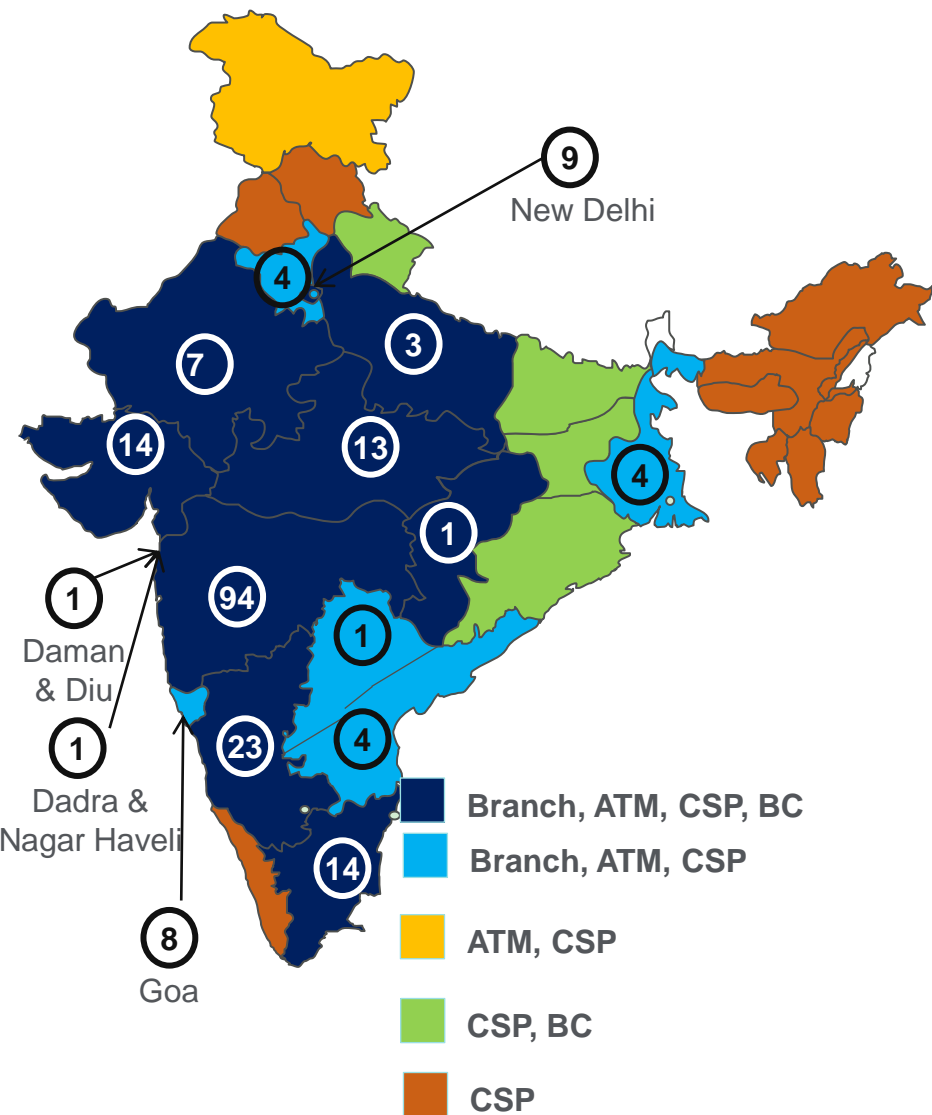 9
New Delhi
4
3
7
14
13
4
1
1
Daman
& Diu
94
1
1
Dadra &
Nagar Haveli
23
4
14
8
Goa
Branch, ATM, CSP, BC
Branch, ATM, CSP
ATM, CSP
CSP, BC
CSP